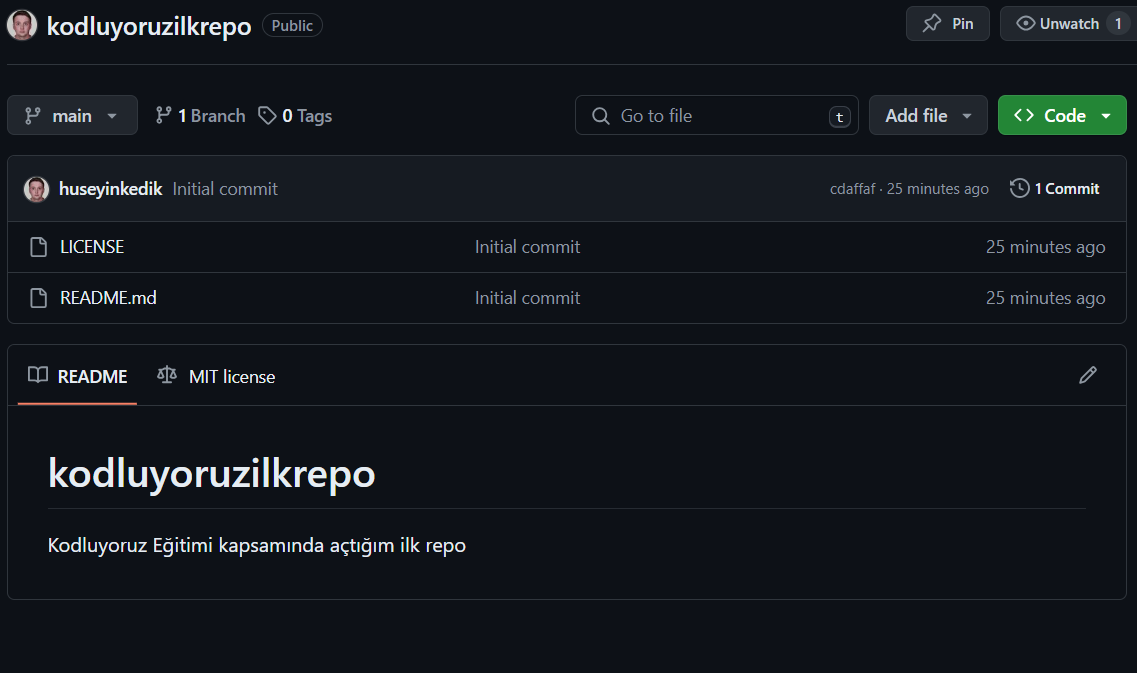 kodluyoruzilkrepo Public Pin Unwatch 1
main 1 Branch 0 Tags Go to file t Add file Code
huseyinkedik Initial commit cdaffaf · 25 minutes ago 1 Commit
LICENSE Initial commit 25 minutes ago
README.md Initial commit 25 minutes ago
README MIT license
kodluyoruzilkrepo
Kodluyoruz Eğitimi kapsamında açtığım ilk repo